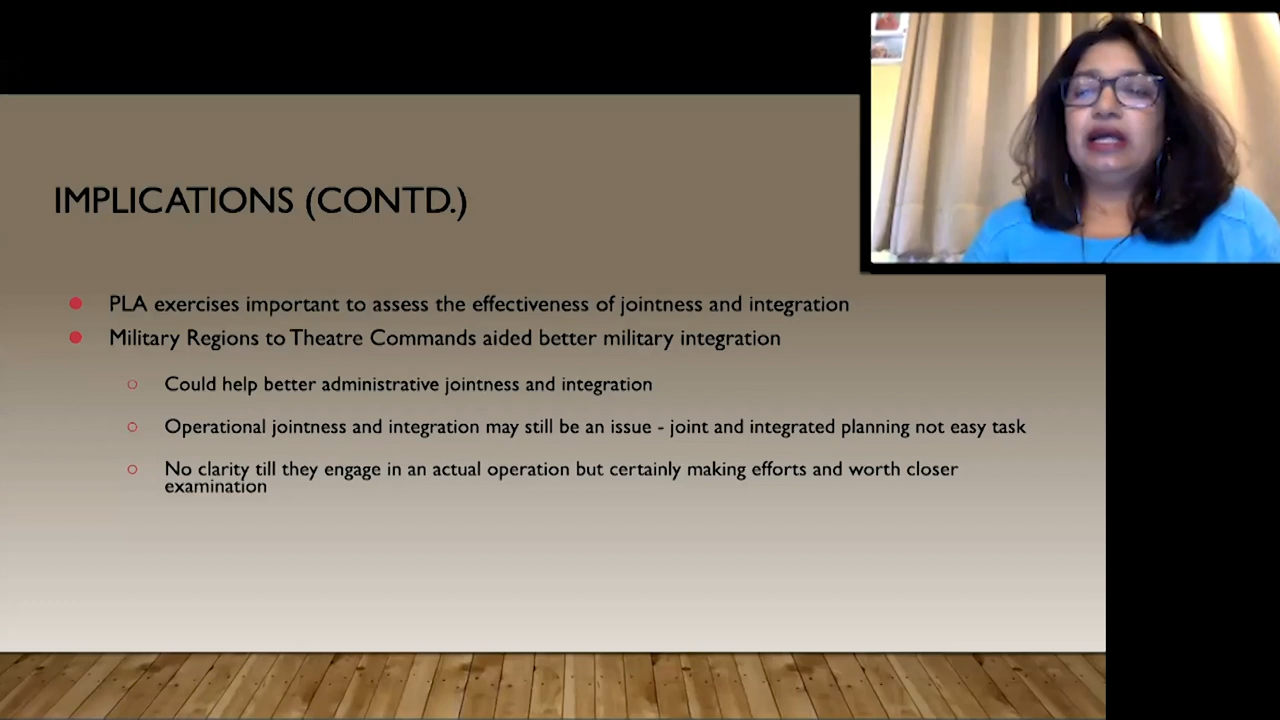 IMPLICATIONS (CONTD.)
PLA exercises important to assess the effectiveness of jointness and integration
Military Regions to Theatre Commands aided better military integration
Could help better administrative jointness and integration
Operational jointness and integration may still be an issue - joint and integrated planning not easy task
No clarity till they engage in an actual operation but certainly making efforts and worth closer
examination